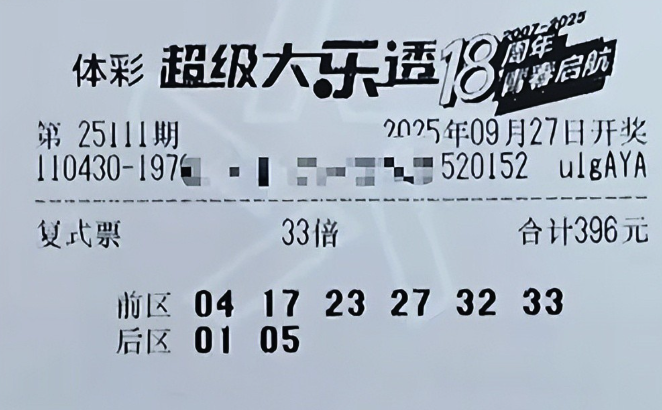 2007-2025
体彩 超级大乐透 18周年
启航
第 25111期 2025年09月27日开奖
110430-197 520152 ulgAYA
复式票 33倍 合计396元
前区 04 17 23 27 32 33
后区 01 05